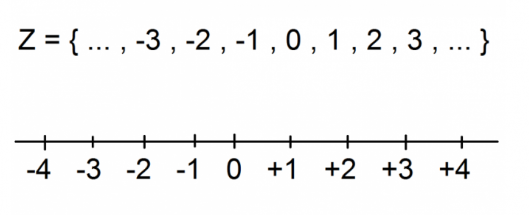 Z = { ... , -3 , -2 , -1 , 0 , 1 , 2 , 3 , ... }
-4 -3 -2 -1 0 +1 +2 +3 +4